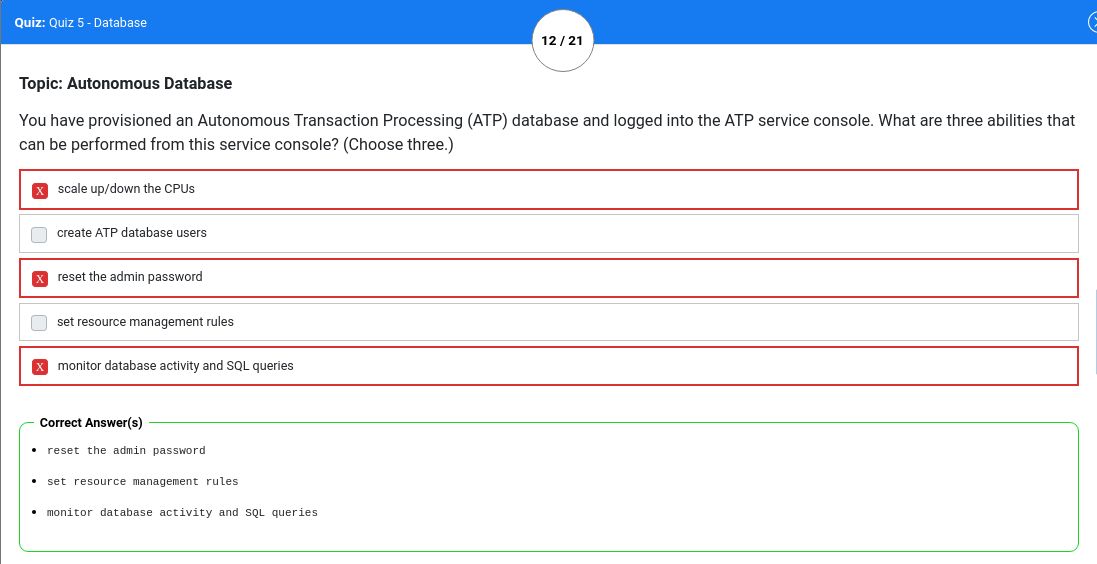 Quiz: Quiz 5 - Database
12 / 21
Topic: Autonomous Database
You have provisioned an Autonomous Transaction Processing (ATP) database and logged into the ATP service console. What are three abilities that
can be performed from this service console? (Choose three.)
X scale up/down the CPUs
create ATP database users
X reset the admin password
set resource management rules
X monitor database activity and SQL queries
Correct Answer(s)
• reset the admin password
• set resource management rules
• monitor database activity and SQL queries